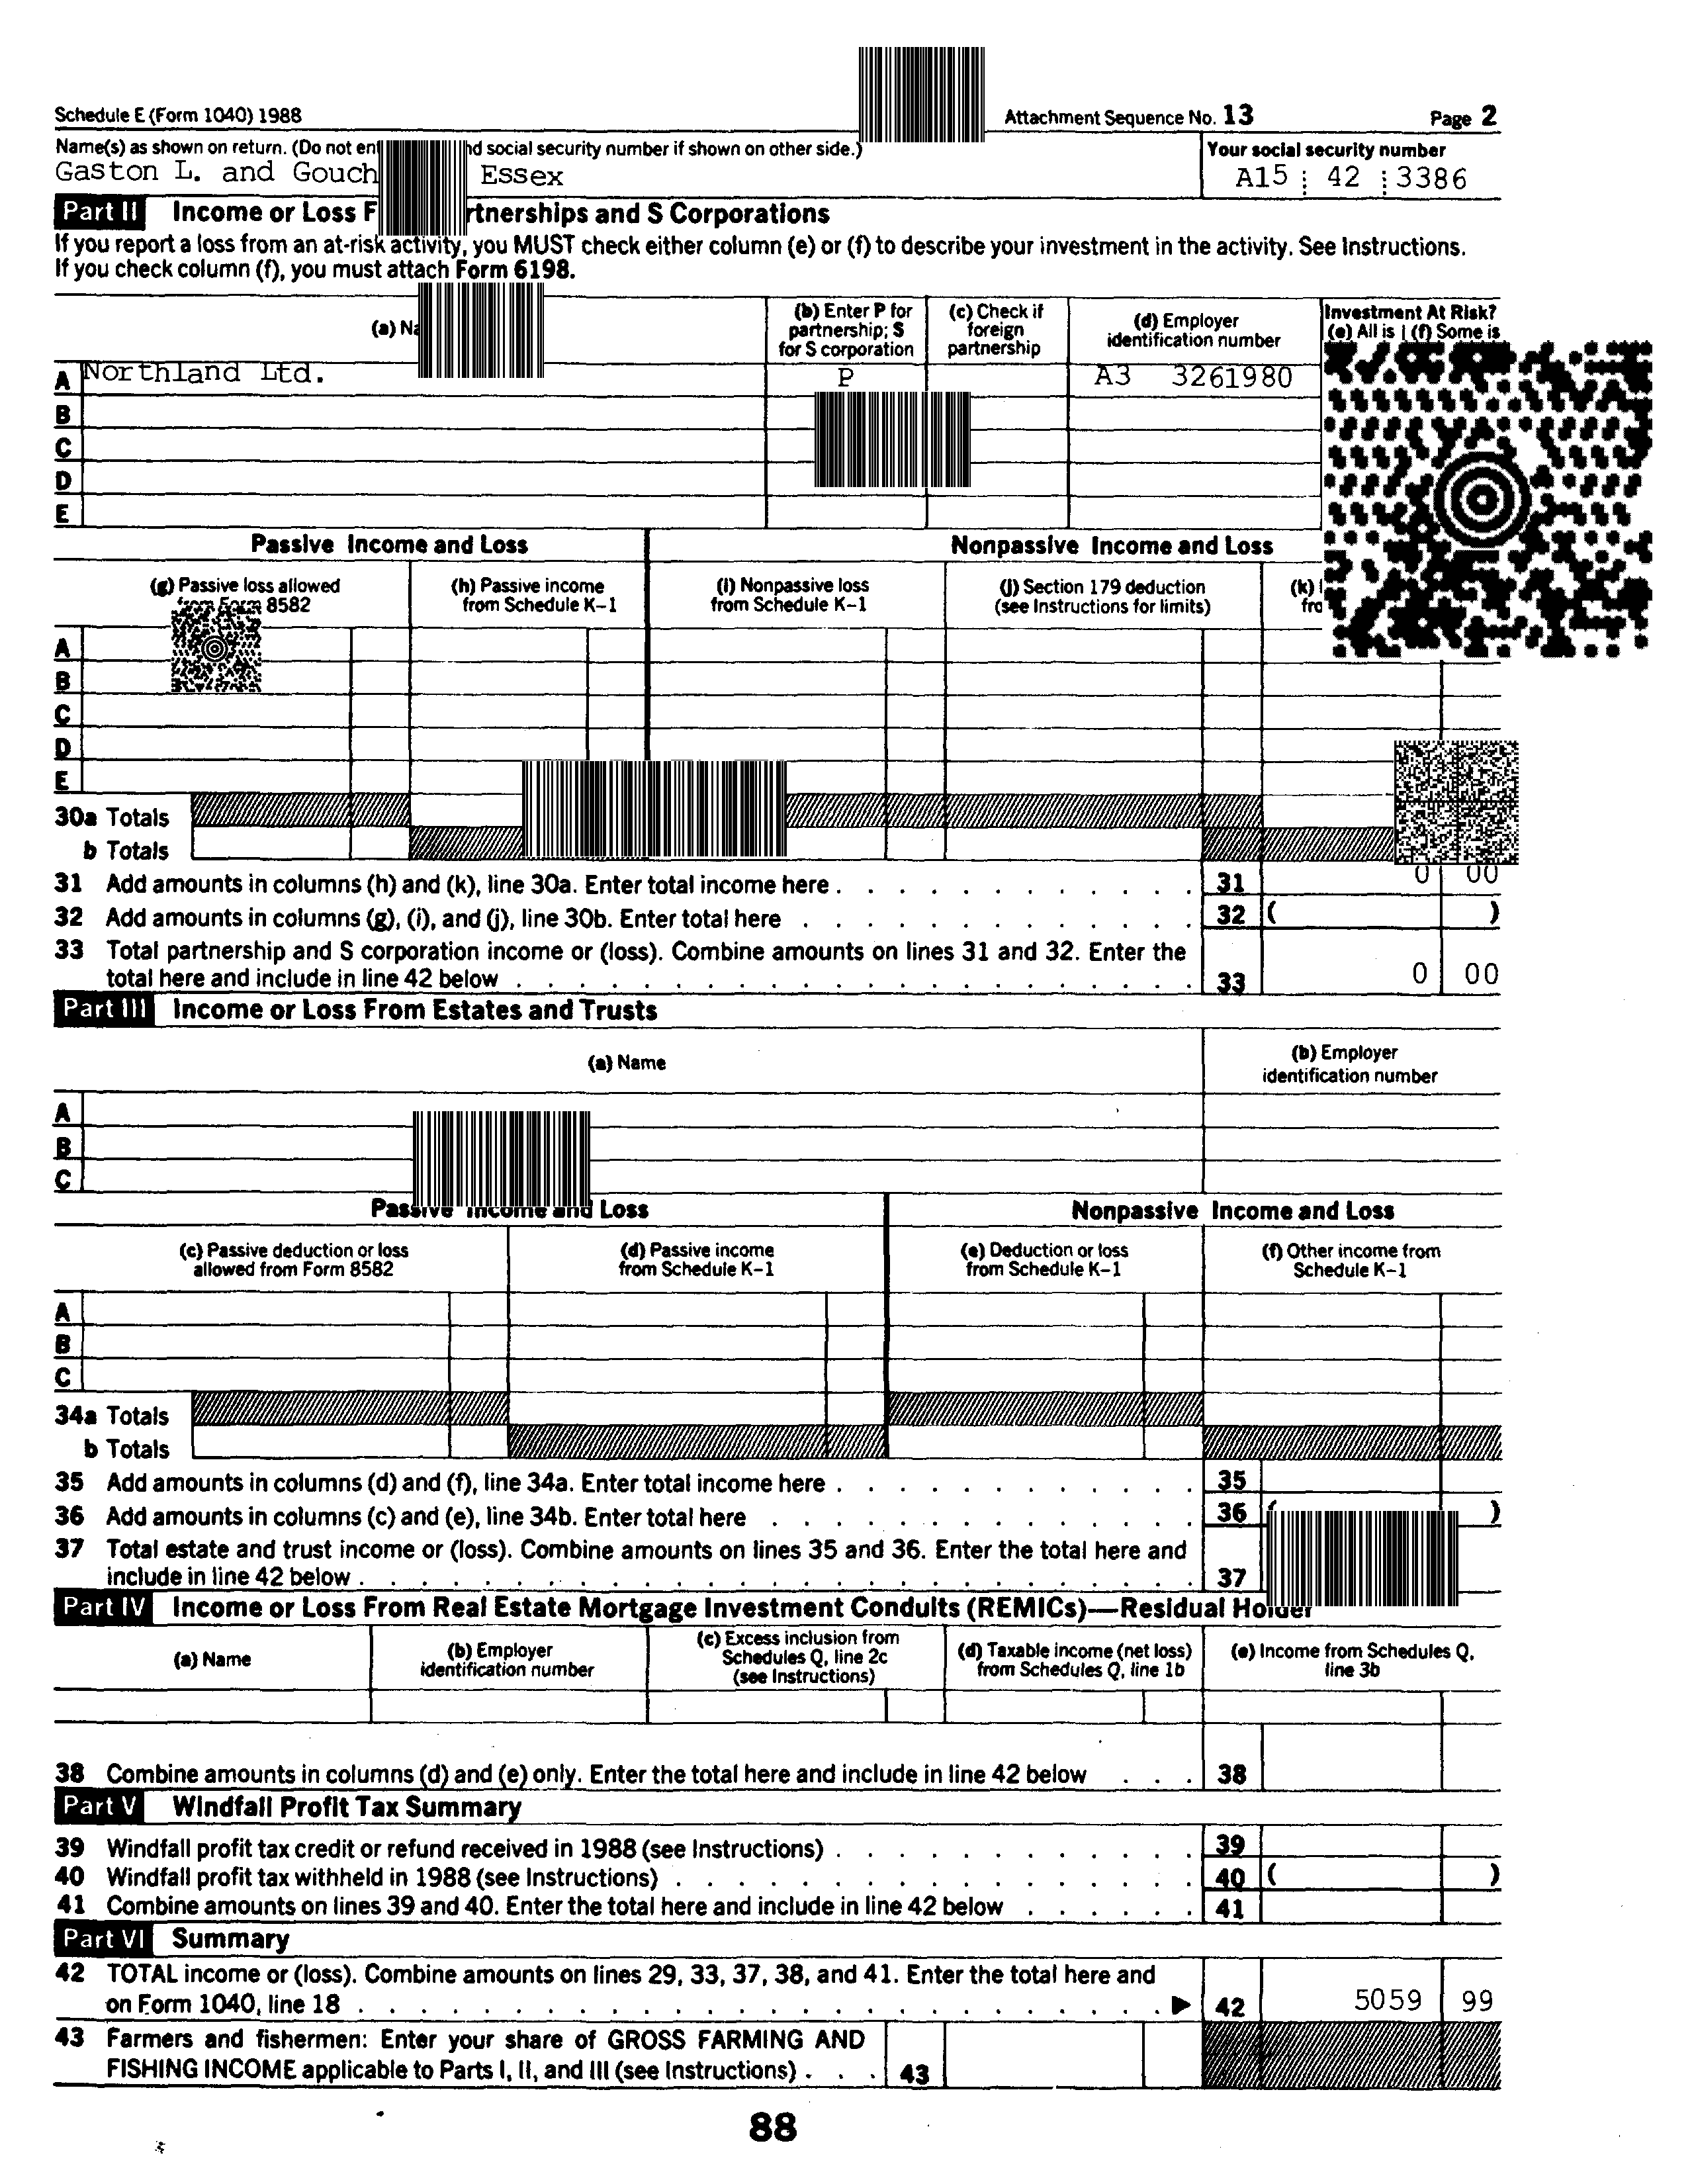 Schedule E (Form 1040) 1988 Attachment Sequence No. 13 Page 2
Name(s) as shown on return. (Do not social security number if shown on other side.) Your social security number
Gaston L. and Essex A15 42 3386
Part II Income or Loss and S Corporations
If you report a loss from an at-risk activity, you MUST check either column (e) or (f) to describe your investment in the activity. See Instructions.
If you check column (f), you must attach Form 6198.
(a)
(b) Enter P for partnership; S for S corporation
(c) Check if foreign partnership
(d) Employer identification number
Investment At Risk?
(e) All is (f) Some is
A Northland Ltd. P A3 3261980
B
C
D
E
Passive Income and Loss Nonpassive Income and Loss
(g) Passive loss allowed from Form 8582
(h) Passive income from Schedule K-1
(i) Nonpassive loss from Schedule K-1
(j) Section 179 deduction (see Instructions for limits)
(k)
A
B
C
D
E
30a Totals
b Totals
31 Add amounts in columns (h) and (k), line 30a. Enter total income here . . . . . . . . . . . . 31 0 00
32 Add amounts in columns (g), (i), and (j), line 30b. Enter total here . . . . . . . . . . . . . 32 ( )
33 Total partnership and S corporation income or (loss). Combine amounts on lines 31 and 32. Enter the
total here and include in line 42 below . . . . . . . . . . . . . . . . . . . . . . 33 0 00
Part III Income or Loss From Estates and Trusts
(a) Name
(b) Employer identification number
A
B
C
Passive Income and Loss Nonpassive Income and Loss
(c) Passive deduction or loss allowed from Form 8582
(d) Passive income from Schedule K-1
(e) Deduction or loss from Schedule K-1
(f) Other income from Schedule K-1
A
B
C
34a Totals
b Totals
35 Add amounts in columns (d) and (f), line 34a. Enter total income here . . . . . . . . . . . . 35
36 Add amounts in columns (c) and (e), line 34b. Enter total here . . . . . . . . . . . . . . 36 ( )
37 Total estate and trust income or (loss). Combine amounts on lines 35 and 36. Enter the total here and
include in line 42 below . . . . . . . . . . . . . . . . . . . . . . . . . . . 37
Part IV Income or Loss From Real Estate Mortgage Investment Conduits (REMICs)—Residual Holder
(a) Name
(b) Employer identification number
(c) Excess inclusion from Schedules Q, line 2c (see Instructions)
(d) Taxable income (net loss) from Schedules Q, line 1b
(e) Income from Schedules Q, line 3b
38 Combine amounts in columns (d) and (e) only. Enter the total here and include in line 42 below . . . 38
Part V Windfall Profit Tax Summary
39 Windfall profit tax credit or refund received in 1988 (see Instructions) . . . . . . . . . . . . 39
40 Windfall profit tax withheld in 1988 (see Instructions) . . . . . . . . . . . . . . . . . 40 ( )
41 Combine amounts on lines 39 and 40. Enter the total here and include in line 42 below . . . . . . 41
Part VI Summary
42 TOTAL income or (loss). Combine amounts on lines 29, 33, 37, 38, and 41. Enter the total here and
on Form 1040, line 18 . . . . . . . . . . . . . . . . . . . . . . . . . . ▶ 42 5059 99
43 Farmers and fishermen: Enter your share of GROSS FARMING AND
FISHING INCOME applicable to Parts I, II, and III (see Instructions) . . . 43
88